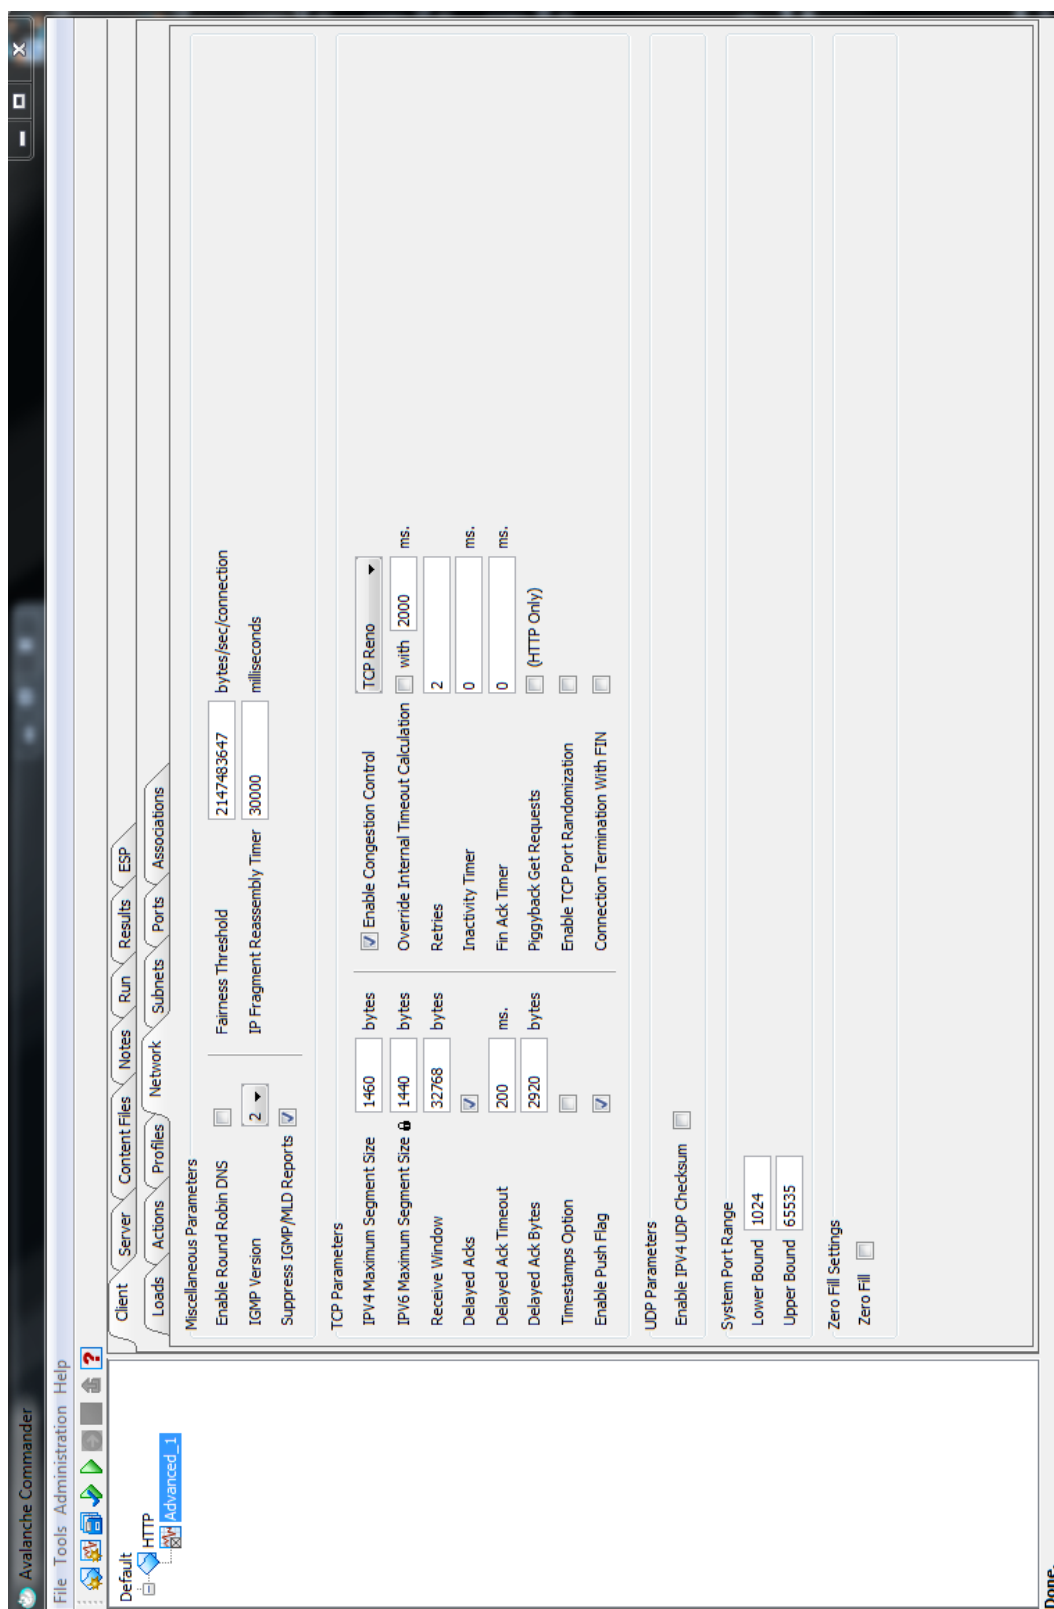 Avalanche Commander
File Tools Administration Help
Default
HTTP
Advanced_1
Client Server Content Files Notes Run Results ESP
Loads Actions Profiles Network Subnets Ports Associations
Miscellaneous Parameters
Enable Round Robin DNS Fairness Threshold 2147483647 bytes/sec/connection
IGMP Version 2 IP Fragment Reassembly Timer 30000 milliseconds
Suppress IGMP/MLD Reports
TCP Parameters
IPV4 Maximum Segment Size 1460 bytes Enable Congestion Control TCP Reno
IPV6 Maximum Segment Size 1440 bytes Override Internal Timeout Calculation with 2000 ms.
Receive Window 32768 bytes Retries 2
Delayed Acks Inactivity Timer 0 ms.
Delayed Ack Timeout 200 ms. Fin Ack Timer 0 ms.
Delayed Ack Bytes 2920 bytes Piggyback Get Requests (HTTP Only)
Timestamps Option Enable TCP Port Randomization
Enable Push Flag Connection Termination With FIN
UDP Parameters
Enable IPV4 UDP Checksum
System Port Range
Lower Bound 1024
Upper Bound 65535
Zero Fill Settings
Zero Fill
Done.